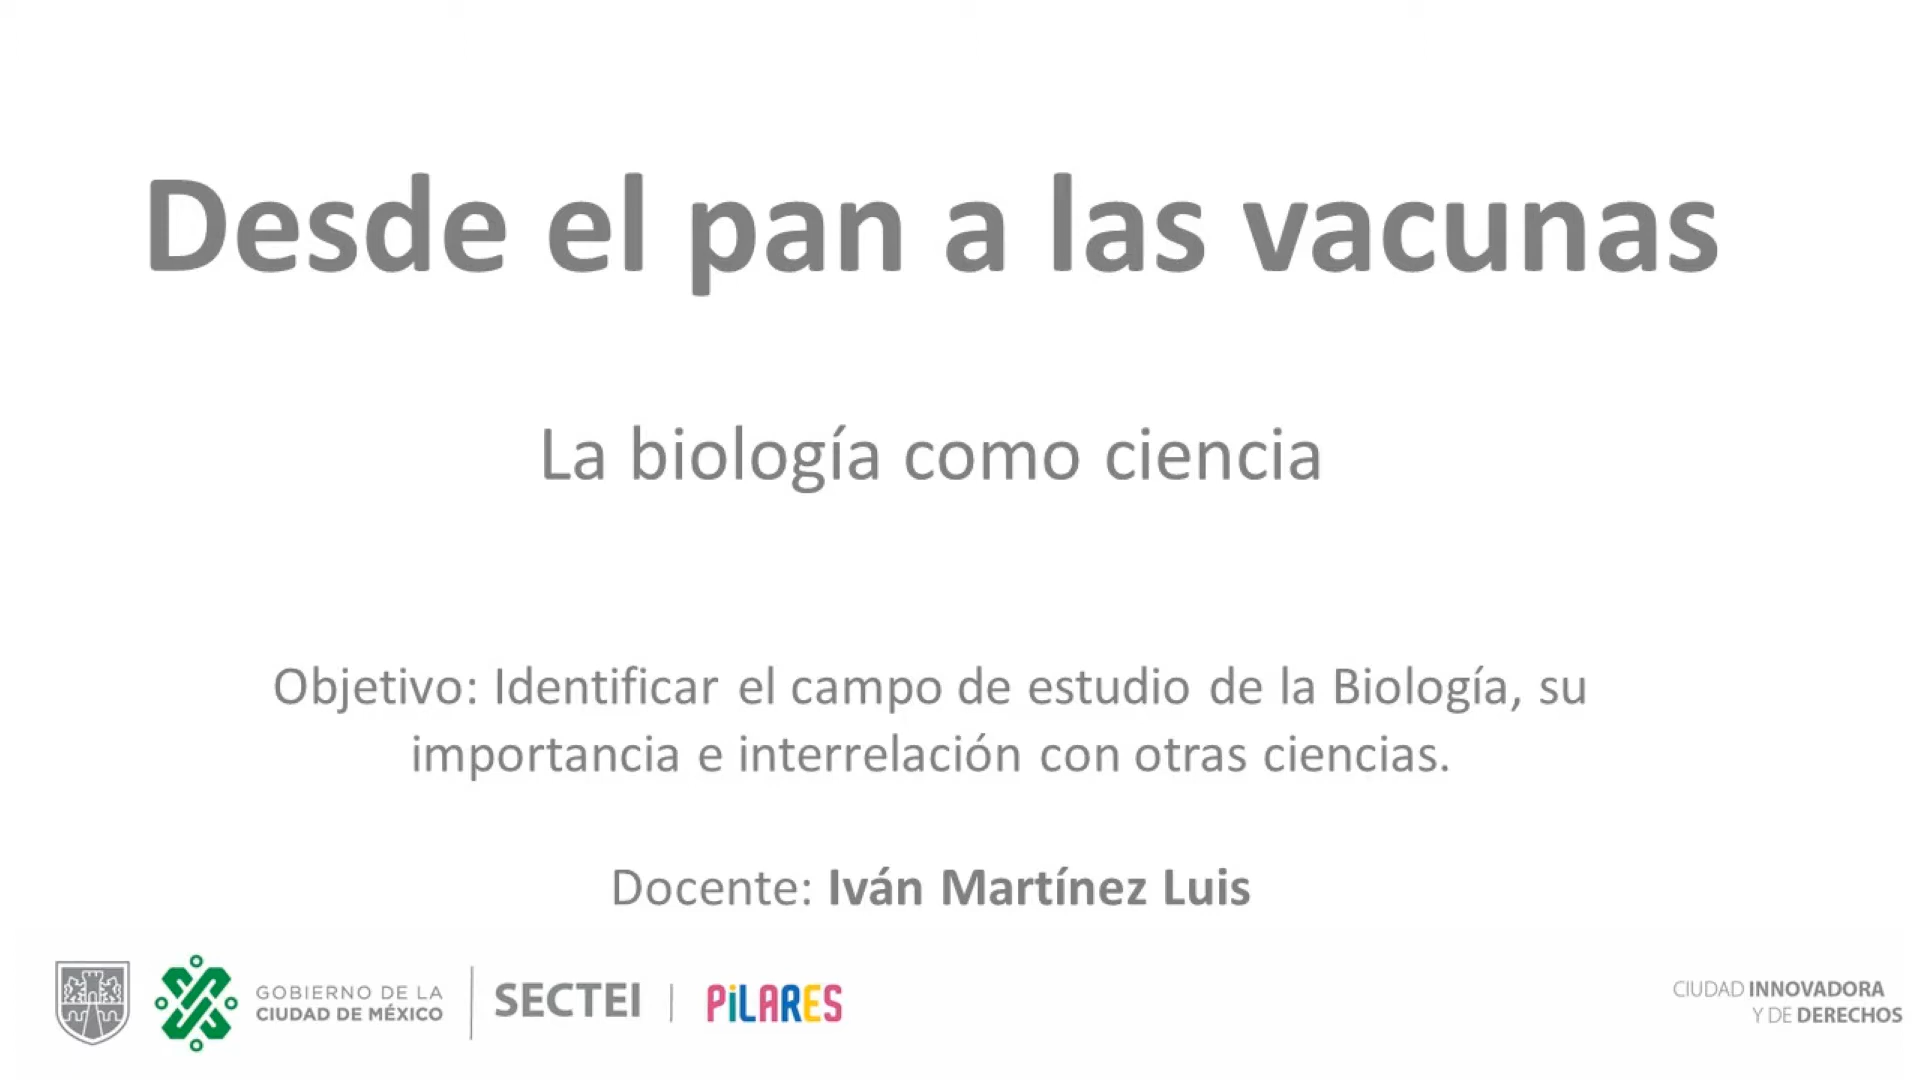 Desde el pan a las vacunas
La biología como ciencia
Objetivo: Identificar el campo de estudio de la Biología, su
importancia e interrelación con otras ciencias.
Docente: Iván Martínez Luis
GOBIERNO DE LA
CIUDAD DE MÉXICO
SECTEI
PiLARES
CIUDAD INNOVADORA
Y DE DERECHOS